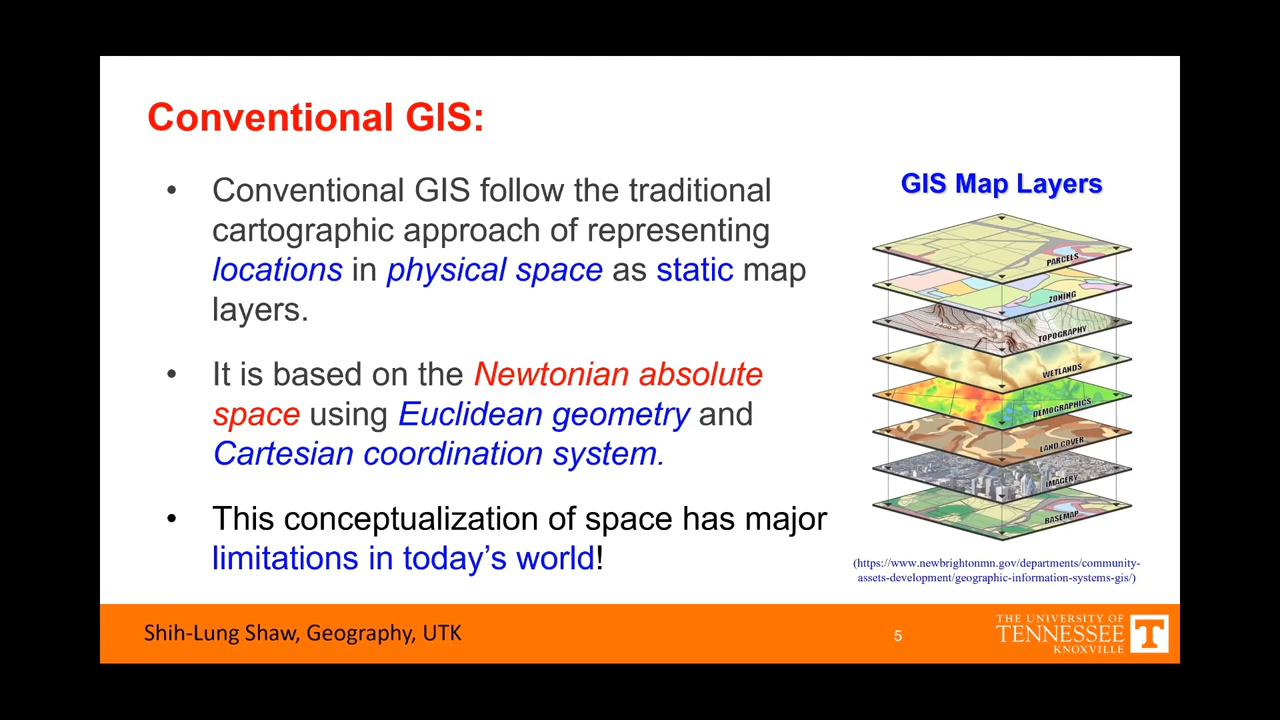 Conventional GIS:
• Conventional GIS follow the traditional
cartographic approach of representing
locations in physical space as static map
layers.
• It is based on the Newtonian absolute
space using Euclidean geometry and
Cartesian coordination system.
• This conceptualization of space has major
limitations in today’s world!
GIS Map Layers
PARCELS
ZONING
TOPOGRAPHY
WETLANDS
DEMOGRAPHICS
LAND COVER
IMAGERY
BASEMAP
(https://www.newbrightonmn.gov/departments/community-
assets-development/geographic-information-systems-gis/)
Shih-Lung Shaw, Geography, UTK
5
THE UNIVERSITY OF
TENNESSEE
KNOXVILLE
T